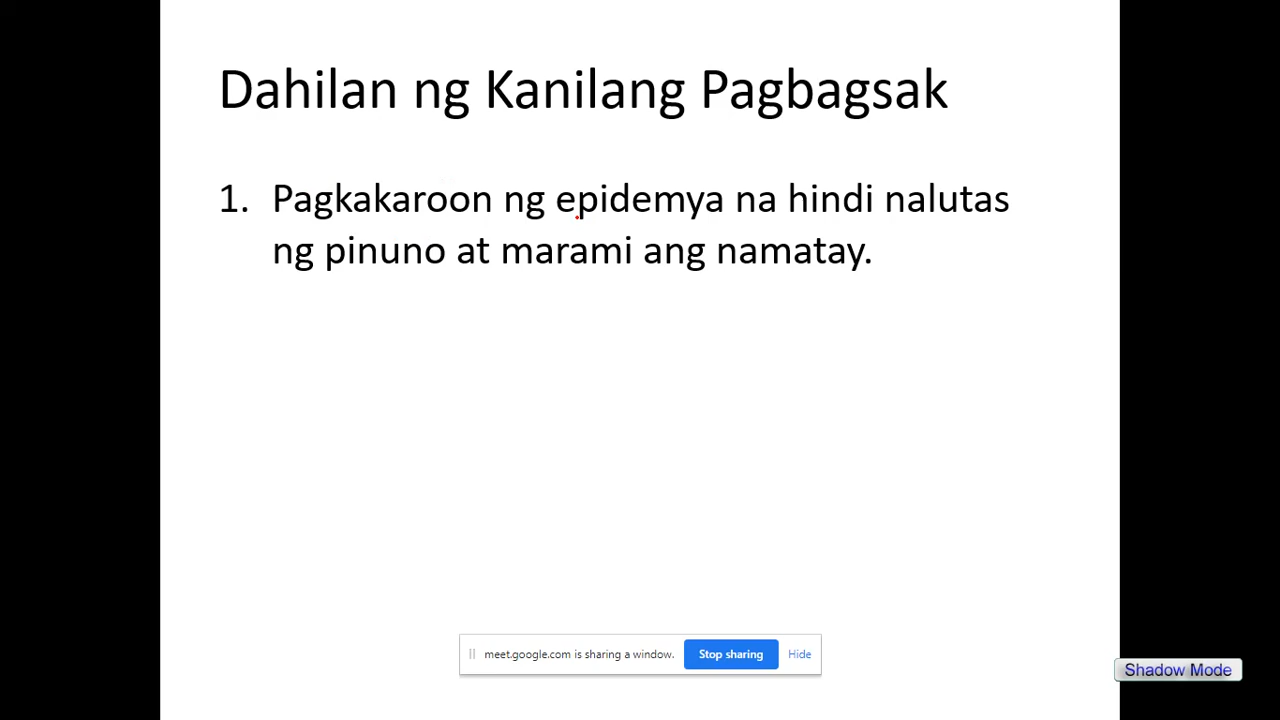 Dahilan ng Kanilang Pagbagsak
1. Pagkakaroon ng epidemya na hindi nalutas
ng pinuno at marami ang namatay.
meet.google.com is sharing a window. Stop sharing Hide
Shadow Mode